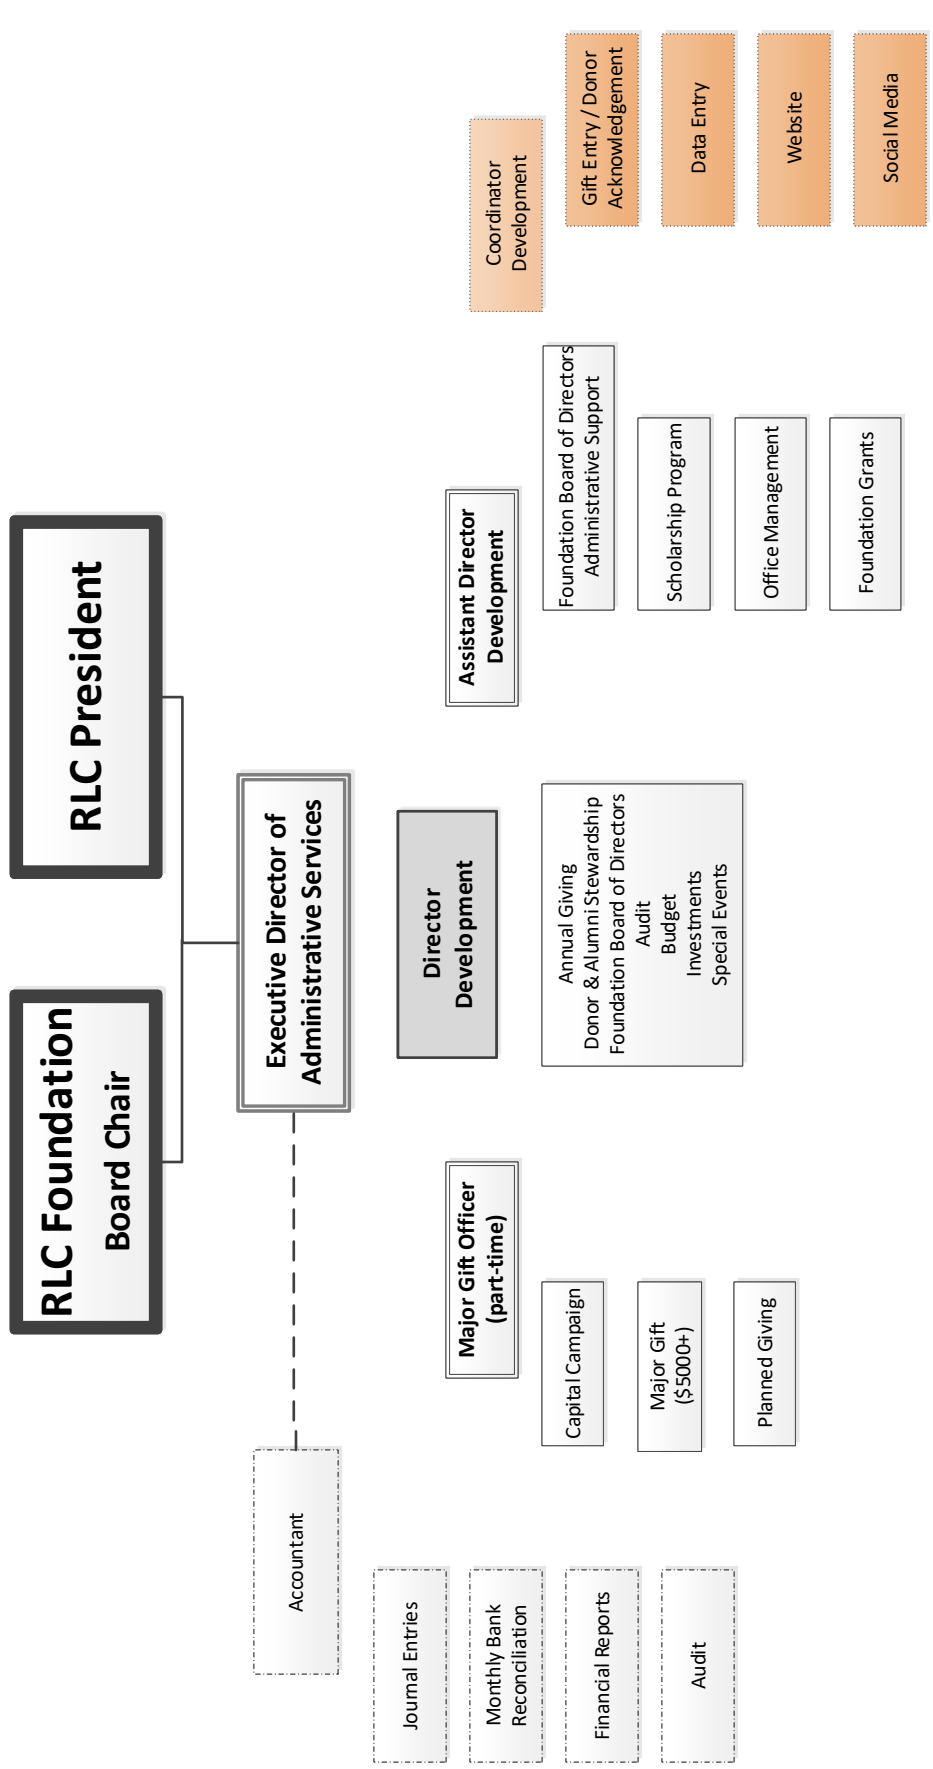 RLC Foundation
Board Chair
RLC President
Executive Director of
Administrative Services
Accountant
Journal Entries
Monthly Bank
Reconciliation
Financial Reports
Audit
Major Gift Officer
(part-time)
Capital Campaign
Major Gift
($5000+)
Planned Giving
Director
Development
Annual Giving
Donor & Alumni Stewardship
Foundation Board of Directors
Audit
Budget
Investments
Special Events
Assistant Director
Development
Foundation Board of Directors
Administrative Support
Scholarship Program
Office Management
Foundation Grants
Coordinator
Development
Gift Entry / Donor
Acknowledgement
Data Entry
Website
Social Media